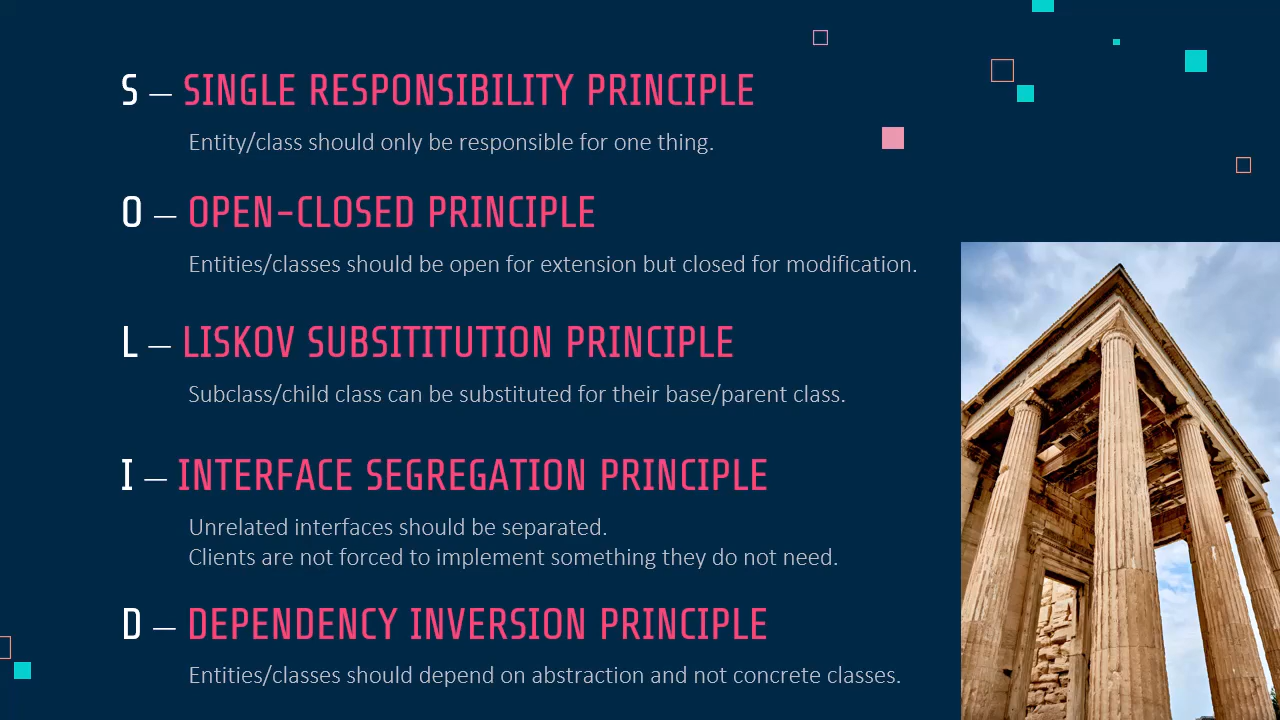 S – SINGLE RESPONSIBILITY PRINCIPLE
Entity/class should only be responsible for one thing.
O – OPEN-CLOSED PRINCIPLE
Entities/classes should be open for extension but closed for modification.
L – LISKOV SUBSITITUTION PRINCIPLE
Subclass/child class can be substituted for their base/parent class.
I – INTERFACE SEGREGATION PRINCIPLE
Unrelated interfaces should be separated.
Clients are not forced to implement something they do not need.
D – DEPENDENCY INVERSION PRINCIPLE
Entities/classes should depend on abstraction and not concrete classes.